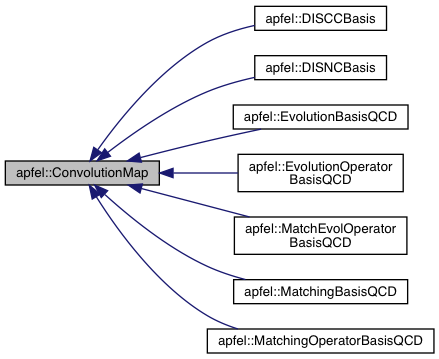 apfel::DISCCBasis
apfel::DISNCBasis
apfel::EvolutionBasisQCD
apfel::ConvolutionMap
apfel::EvolutionOperator
BasisQCD
apfel::MatchEvolOperator
BasisQCD
apfel::MatchingBasisQCD
apfel::MatchingOperatorBasisQCD